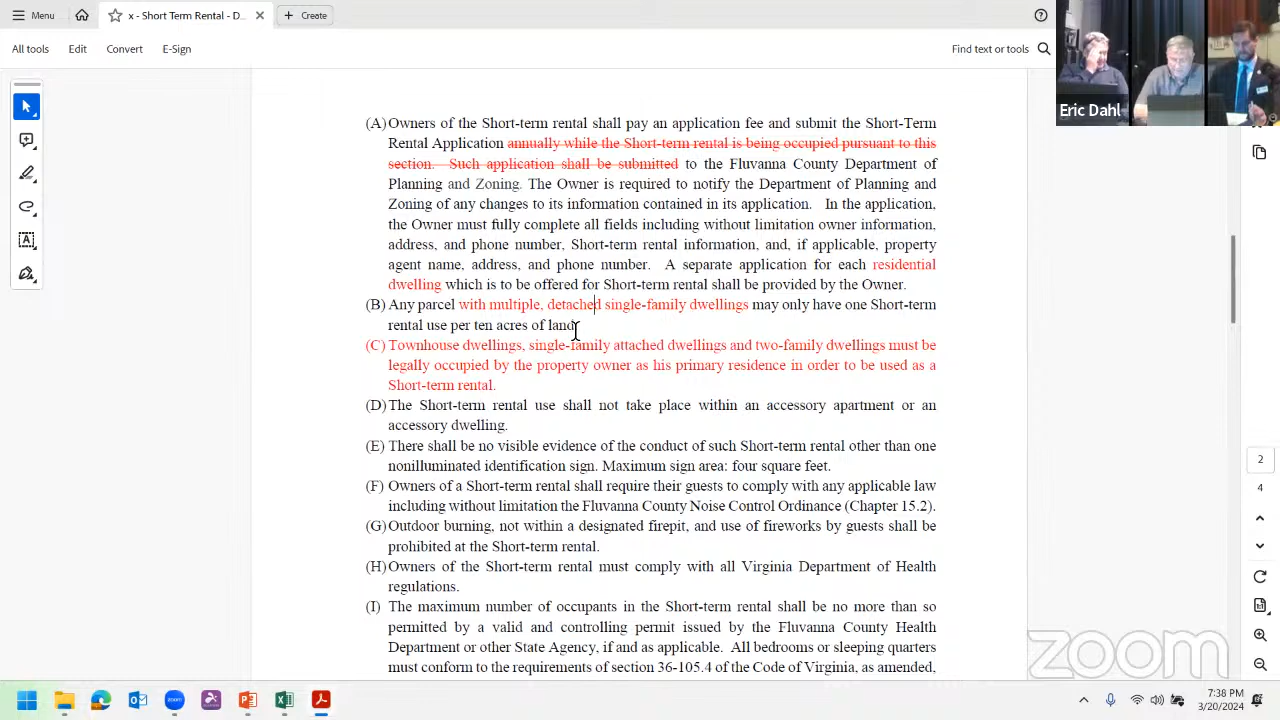 Menu
x - Short Term Rental - D...
Create
All tools
Edit
Convert
E-Sign
Find text or tools
Eric Dahl
(A) Owners of the Short-term rental shall pay an application fee and submit the Short-Term
Rental Application annually while the Short-term rental is being occupied pursuant to this
section. Such application shall be submitted to the Fluvanna County Department of
Planning and Zoning. The Owner is required to notify the Department of Planning and
Zoning of any changes to its information contained in its application. In the application,
the Owner must fully complete all fields including without limitation owner information,
address, and phone number, Short-term rental information, and, if applicable, property
agent name, address, and phone number. A separate application for each residential
dwelling which is to be offered for Short-term rental shall be provided by the Owner.
(B) Any parcel with multiple, detached single-family dwellings may only have one Short-term
rental use per ten acres of land
(C) Townhouse dwellings, single-family attached dwellings and two-family dwellings must be
legally occupied by the property owner as his primary residence in order to be used as a
Short-term rental.
(D) The Short-term rental use shall not take place within an accessory apartment or an
accessory dwelling.
(E) There shall be no visible evidence of the conduct of such Short-term rental other than one
nonilluminated identification sign. Maximum sign area: four square feet.
(F) Owners of a Short-term rental shall require their guests to comply with any applicable law
including without limitation the Fluvanna County Noise Control Ordinance (Chapter 15.2).
(G) Outdoor burning, not within a designated firepit, and use of fireworks by guests shall be
prohibited at the Short-term rental.
(H) Owners of the Short-term rental must comply with all Virginia Department of Health
regulations.
(I) The maximum number of occupants in the Short-term rental shall be no more than so
permitted by a valid and controlling permit issued by the Fluvanna County Health
Department or other State Agency, if and as applicable. All bedrooms or sleeping quarters
must conform to the requirements of section 36-105.4 of the Code of Virginia, as amended,
2
4
zoom
zoom
7:38 PM
3/20/2024